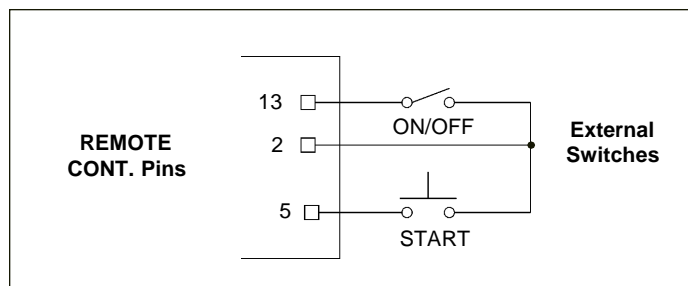 13
ON/OFF
REMOTE
CONT. Pins
2
External
Switches
5
START